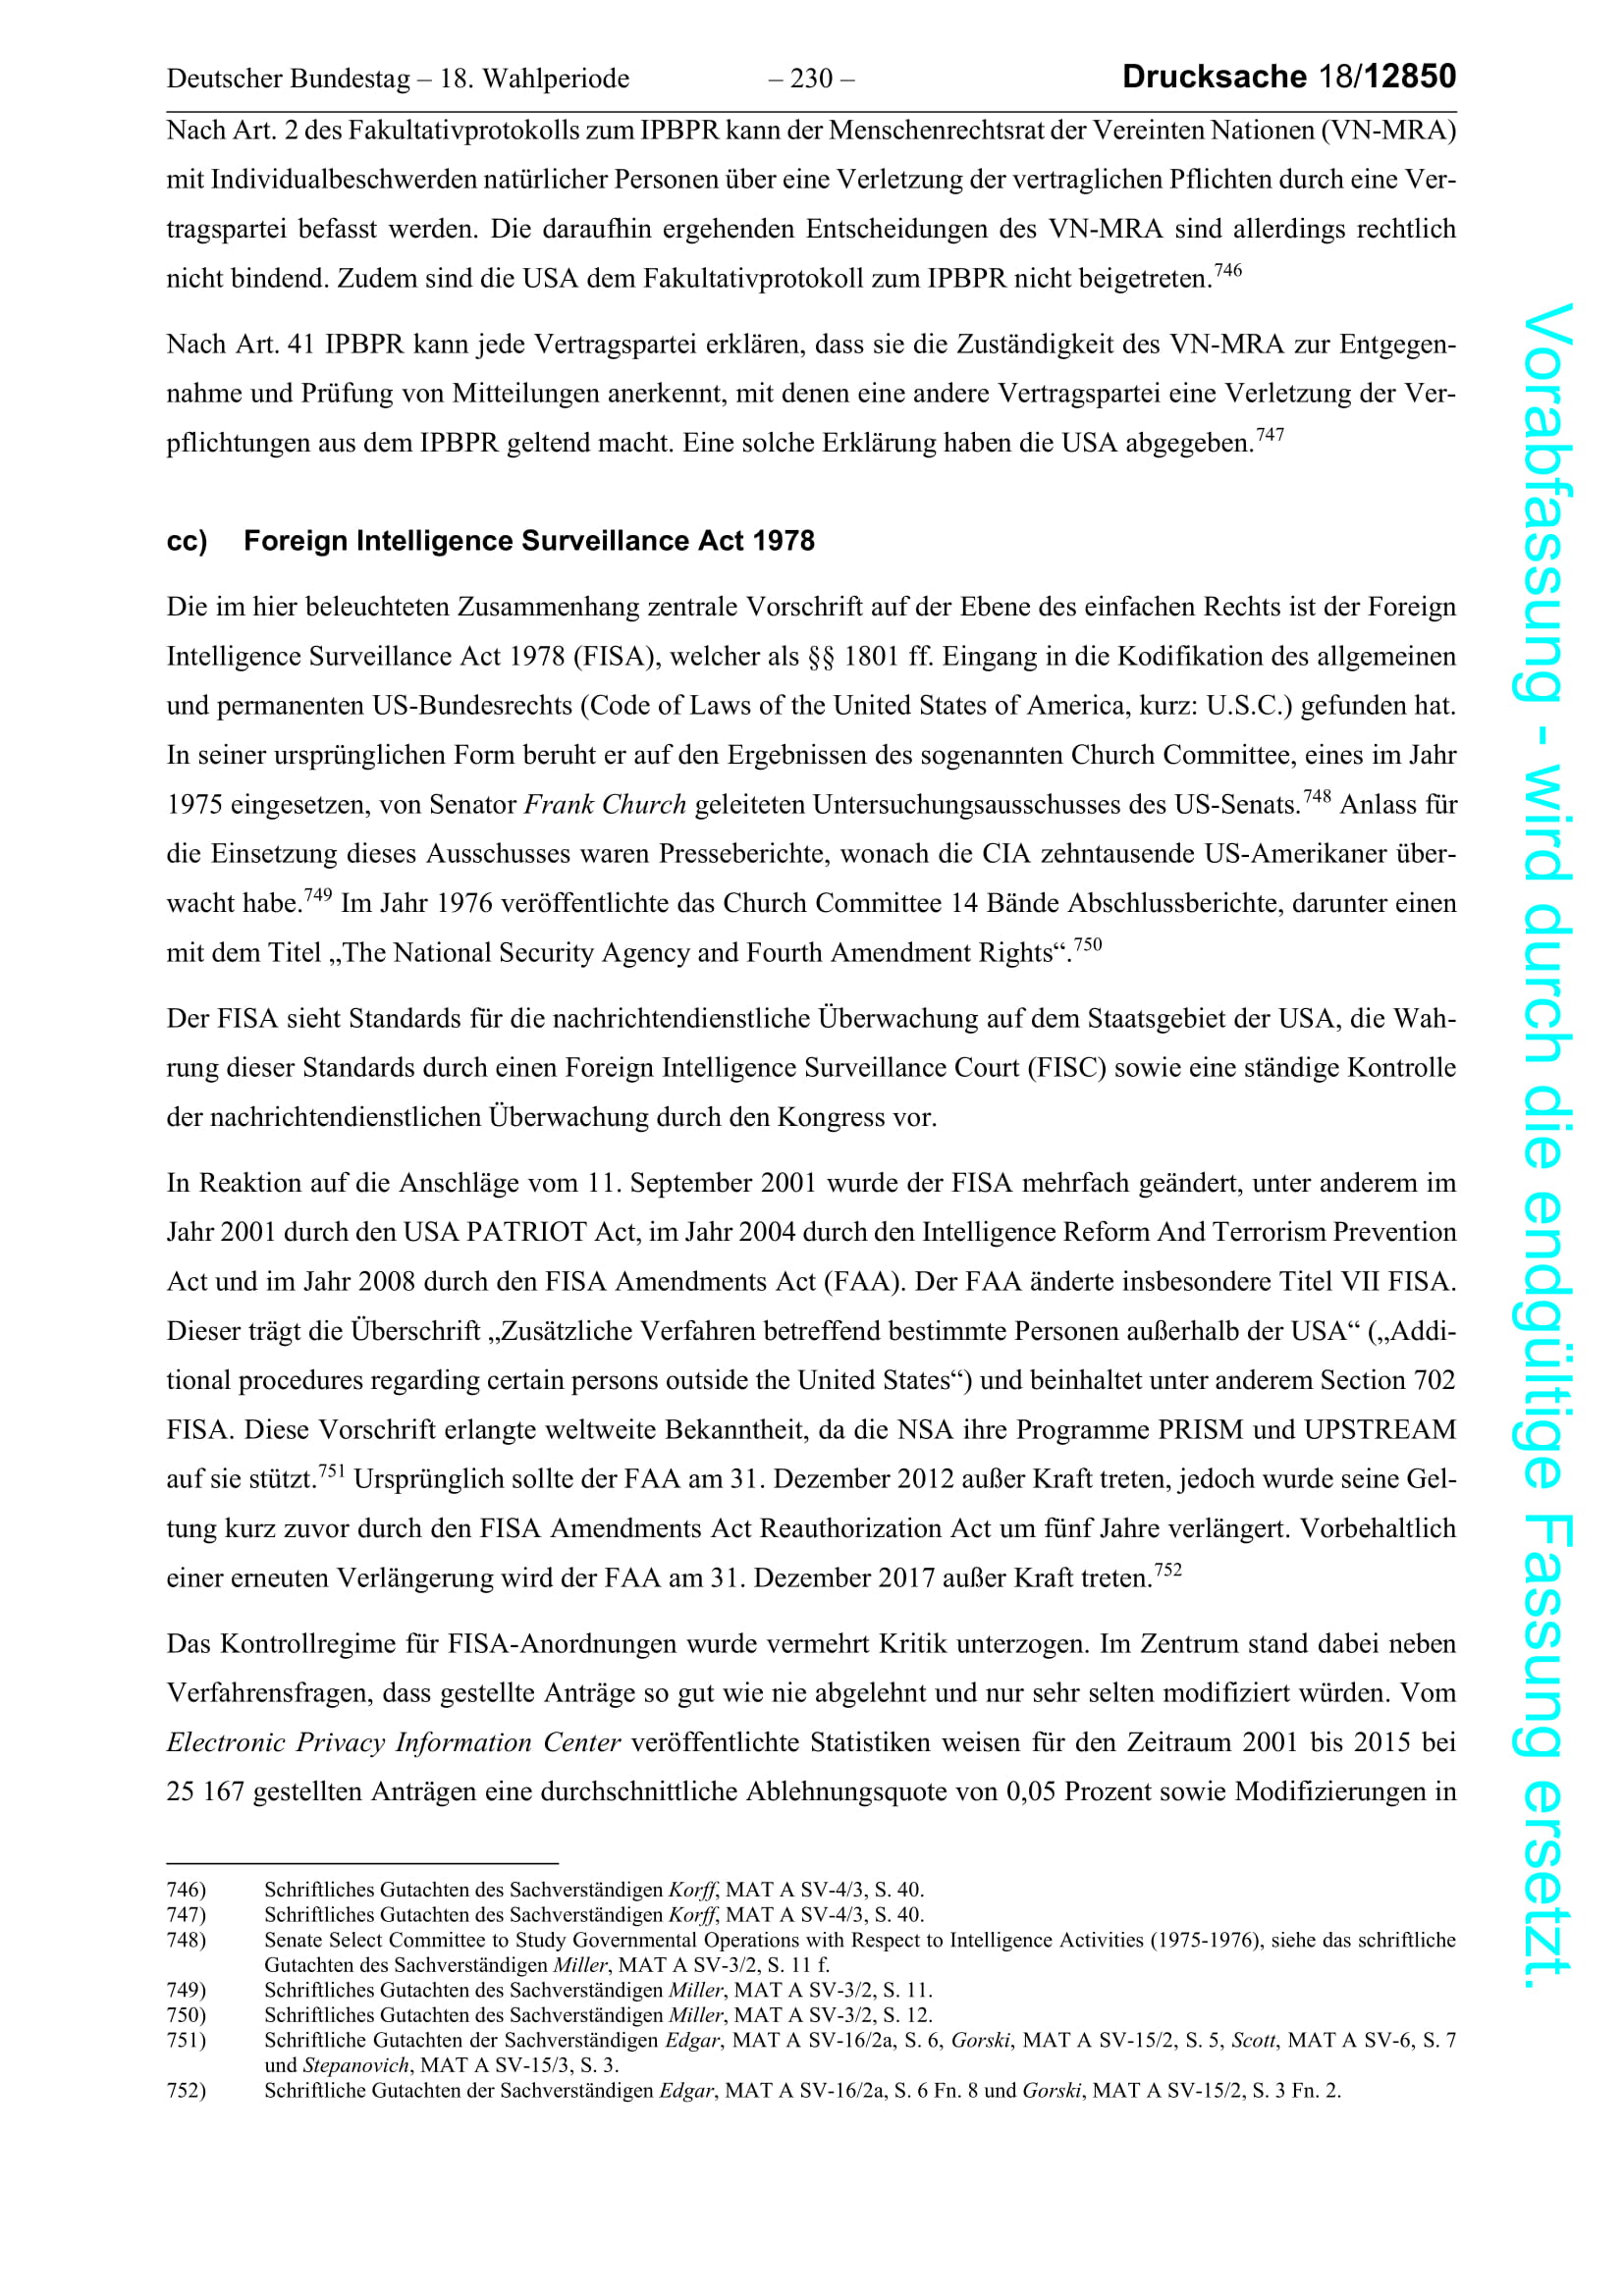 Deutscher Bundestag – 18. Wahlperiode – 230 – Drucksache 18/12850
Nach Art. 2 des Fakultativprotokolls zum IPBPR kann der Menschenrechtsrat der Vereinten Nationen (VN-MRA)
mit Individualbeschwerden natürlicher Personen über eine Verletzung der vertraglichen Pflichten durch eine Ver-
tragspartei befasst werden. Die daraufhin ergehenden Entscheidungen des VN-MRA sind allerdings rechtlich
nicht bindend. Zudem sind die USA dem Fakultativprotokoll zum IPBPR nicht beigetreten.746
Nach Art. 41 IPBPR kann jede Vertragspartei erklären, dass sie die Zuständigkeit des VN-MRA zur Entgegen-
nahme und Prüfung von Mitteilungen anerkennt, mit denen eine andere Vertragspartei eine Verletzung der Ver-
pflichtungen aus dem IPBPR geltend macht. Eine solche Erklärung haben die USA abgegeben.747
cc) Foreign Intelligence Surveillance Act 1978
Die im hier beleuchteten Zusammenhang zentrale Vorschrift auf der Ebene des einfachen Rechts ist der Foreign
Intelligence Surveillance Act 1978 (FISA), welcher als §§ 1801 ff. Eingang in die Kodifikation des allgemeinen
und permanenten US-Bundesrechts (Code of Laws of the United States of America, kurz: U.S.C.) gefunden hat.
In seiner ursprünglichen Form beruht er auf den Ergebnissen des sogenannten Church Committee, eines im Jahr
1975 eingesetzen, von Senator Frank Church geleiteten Untersuchungsausschusses des US-Senats.748 Anlass für
die Einsetzung dieses Ausschusses waren Presseberichte, wonach die CIA zehntausende US-Amerikaner über-
wacht habe.749 Im Jahr 1976 veröffentlichte das Church Committee 14 Bände Abschlussberichte, darunter einen
mit dem Titel „The National Security Agency and Fourth Amendment Rights“.750
Der FISA sieht Standards für die nachrichtendienstliche Überwachung auf dem Staatsgebiet der USA, die Wah-
rung dieser Standards durch einen Foreign Intelligence Surveillance Court (FISC) sowie eine ständige Kontrolle
der nachrichtendienstlichen Überwachung durch den Kongress vor.
In Reaktion auf die Anschläge vom 11. September 2001 wurde der FISA mehrfach geändert, unter anderem im
Jahr 2001 durch den USA PATRIOT Act, im Jahr 2004 durch den Intelligence Reform And Terrorism Prevention
Act und im Jahr 2008 durch den FISA Amendments Act (FAA). Der FAA änderte insbesondere Titel VII FISA.
Dieser trägt die Überschrift „Zusätzliche Verfahren betreffend bestimmte Personen außerhalb der USA“ („Addi-
tional procedures regarding certain persons outside the United States“) und beinhaltet unter anderem Section 702
FISA. Diese Vorschrift erlangte weltweite Bekanntheit, da die NSA ihre Programme PRISM und UPSTREAM
auf sie stützt.751 Ursprünglich sollte der FAA am 31. Dezember 2012 außer Kraft treten, jedoch wurde seine Gel-
tung kurz zuvor durch den FISA Amendments Act Reauthorization Act um fünf Jahre verlängert. Vorbehaltlich
einer erneuten Verlängerung wird der FAA am 31. Dezember 2017 außer Kraft treten.752
Das Kontrollregime für FISA-Anordnungen wurde vermehrt Kritik unterzogen. Im Zentrum stand dabei neben
Verfahrensfragen, dass gestellte Anträge so gut wie nie abgelehnt und nur sehr selten modifiziert würden. Vom
Electronic Privacy Information Center veröffentlichte Statistiken weisen für den Zeitraum 2001 bis 2015 bei
25 167 gestellten Anträgen eine durchschnittliche Ablehnungsquote von 0,05 Prozent sowie Modifizierungen in
746) Schriftliches Gutachten des Sachverständigen Korff, MAT A SV-4/3, S. 40.
747) Schriftliches Gutachten des Sachverständigen Korff, MAT A SV-4/3, S. 40.
748) Senate Select Committee to Study Governmental Operations with Respect to Intelligence Activities (1975-1976), siehe das schriftliche
Gutachten des Sachverständigen Miller, MAT A SV-3/2, S. 11 f.
749) Schriftliches Gutachten des Sachverständigen Miller, MAT A SV-3/2, S. 11.
750) Schriftliches Gutachten des Sachverständigen Miller, MAT A SV-3/2, S. 12.
751) Schriftliche Gutachten der Sachverständigen Edgar, MAT A SV-16/2a, S. 6, Gorski, MAT A SV-15/2, S. 5, Scott, MAT A SV-6, S. 7
und Stepanovich, MAT A SV-15/3, S. 3.
752) Schriftliche Gutachten der Sachverständigen Edgar, MAT A SV-16/2a, S. 6 Fn. 8 und Gorski, MAT A SV-15/2, S. 3 Fn. 2.
Vorabfassung - wird durch die endgültige Fassung ersetzt.